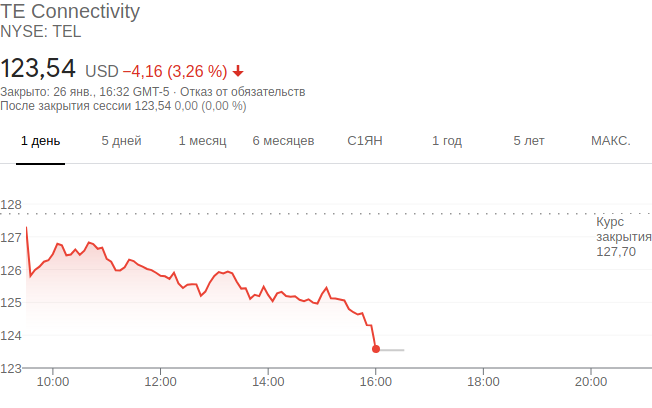 TE Connectivity
NYSE: TEL
123,54 USD −4,16 (3,26 %)
Закрыто: 26 янв., 16:32 GMT-5 · Отказ от обязательств
После закрытия сессии 123,54 0,00 (0,00 %)
1 день 5 дней 1 месяц 6 месяцев С1ЯН 1 год 5 лет МАКС.
128
Курс
127
закрытия
127,70
126
125
124
123
10:00 12:00 14:00 16:00 18:00 20:00